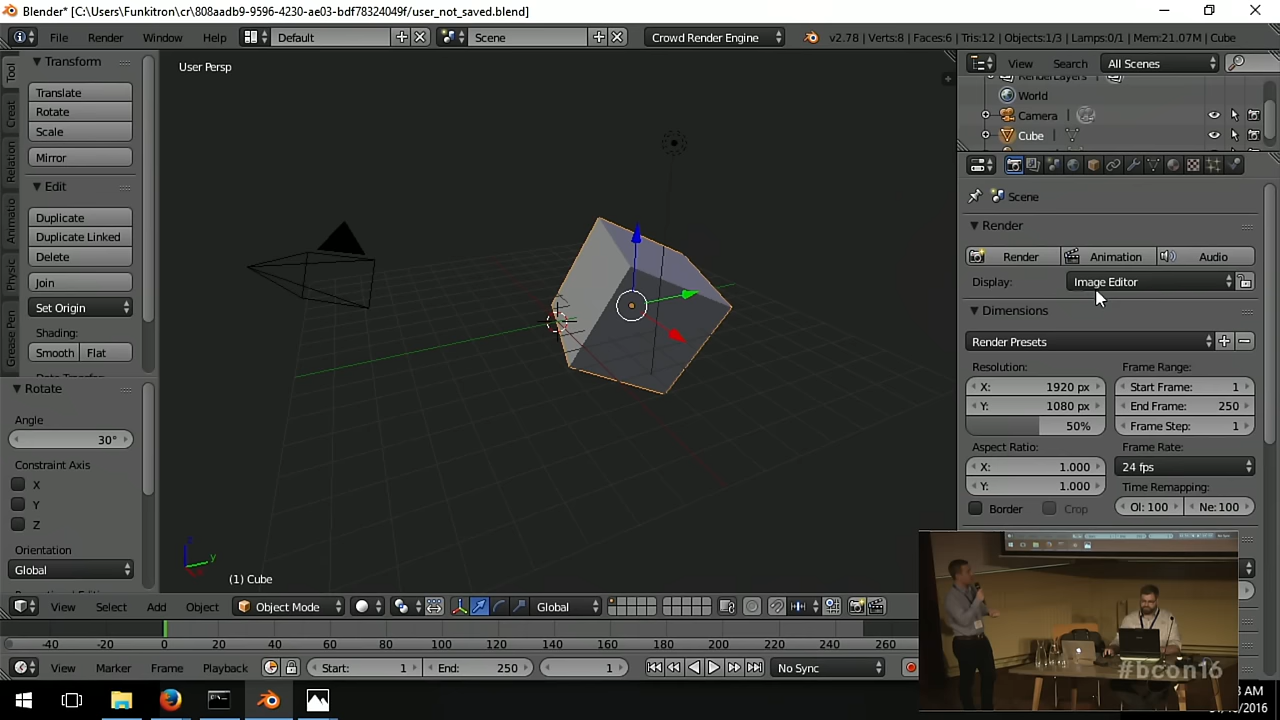 Blender* [C:\Users\Funkitron\cr\808aadb9-9596-4230-ae03-bdf78324049f/user_not_saved.blend]
File Render Window Help Default Scene Crowd Render Engine v2.78 | Verts:8 | Faces:6 | Tris:12 | Objects:1/3 | Lamps:0/1 | Mem:21.07M | Cube
Tool
Creat
Relation
Animatio
Physic
Grease Pen
Transform
Translate
Rotate
Scale
Mirror
Edit
Duplicate
Duplicate Linked
Delete
Join
Set Origin
Shading:
Smooth Flat
Rotate
Angle
30°
Constraint Axis
X
Y
Z
Orientation
Global
User Persp
(1) Cube
View Select Add Object Object Mode Global
-40 -20 0 20 40 60 80 100 120 140 160 180 200 220 240 260
View Marker Frame Playback Start: 1 End: 250 1 No Sync
View Search All Scenes
RenderLayers
World
Camera
Cube
Scene
Render
Render Animation Audio
Display: Image Editor
Dimensions
Render Presets
Resolution: Frame Range:
X: 1920 px Start Frame: 1
Y: 1080 px End Frame: 250
50% Frame Step: 1
Aspect Ratio: Frame Rate:
X: 1.000 24 fps
Y: 1.000 Time Remapping:
Border Crop Ol: 100 Ne: 100
#bcon16